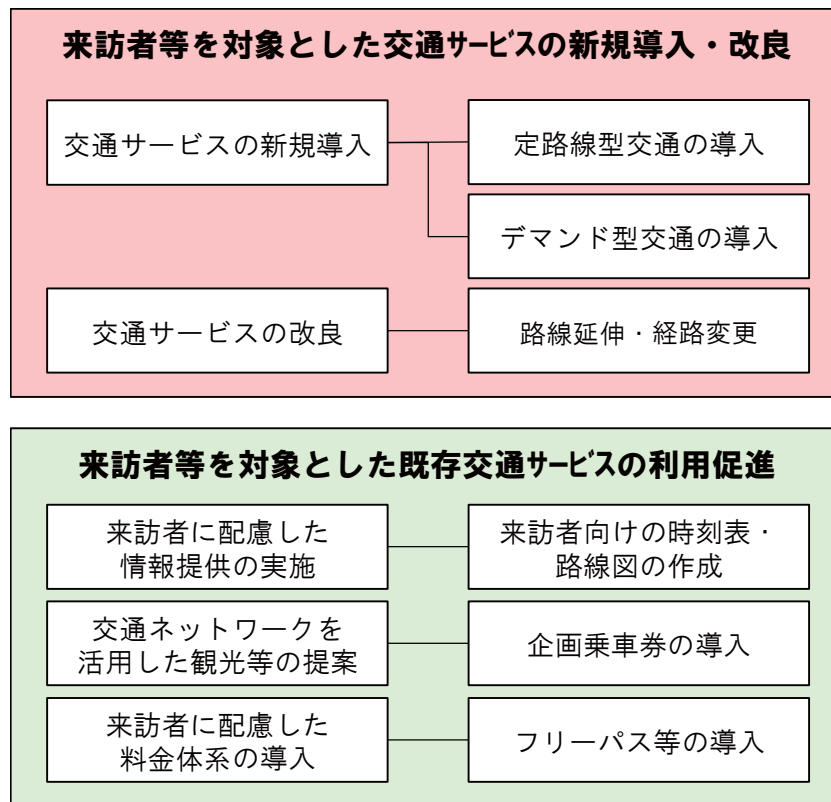 来訪者等を対象とした交通ｻｰﾋﾞｽの新規導入・改良
交通サービスの新規導入
定路線型交通の導入
デマンド型交通の導入
交通サービスの改良
路線延伸・経路変更
来訪者等を対象とした既存交通ｻｰﾋﾞｽの利用促進
来訪者に配慮した
情報提供の実施
来訪者向けの時刻表・
路線図の作成
交通ネットワークを
活用した観光等の提案
企画乗車券の導入
来訪者に配慮した
料金体系の導入
フリーパス等の導入